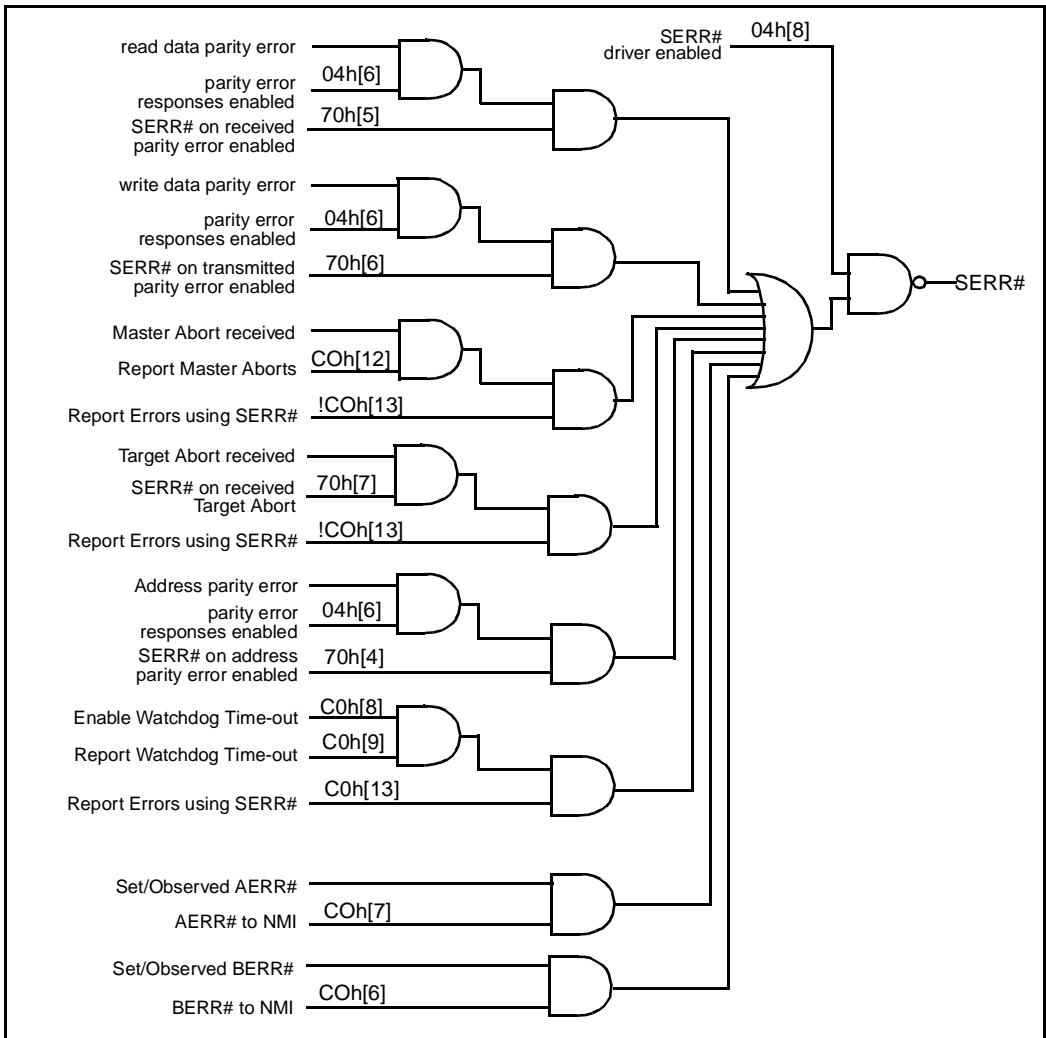 SERR#
driver enabled
04h[8]
read data parity error
parity error
responses enabled
04h[6]
SERR# on received
parity error enabled
70h[5]
write data parity error
parity error
responses enabled
04h[6]
SERR# on transmitted
parity error enabled
70h[6]
SERR#
Master Abort received
Report Master Aborts
COh[12]
Report Errors using SERR#
!COh[13]
Target Abort received
SERR# on received
Target Abort
70h[7]
Report Errors using SERR#
!COh[13]
Address parity error
parity error
responses enabled
04h[6]
SERR# on address
parity error enabled
70h[4]
Enable Watchdog Time-out
C0h[8]
Report Watchdog Time-out
C0h[9]
Report Errors using SERR#
C0h[13]
Set/Observed AERR#
AERR# to NMI
COh[7]
Set/Observed BERR#
BERR# to NMI
COh[6]